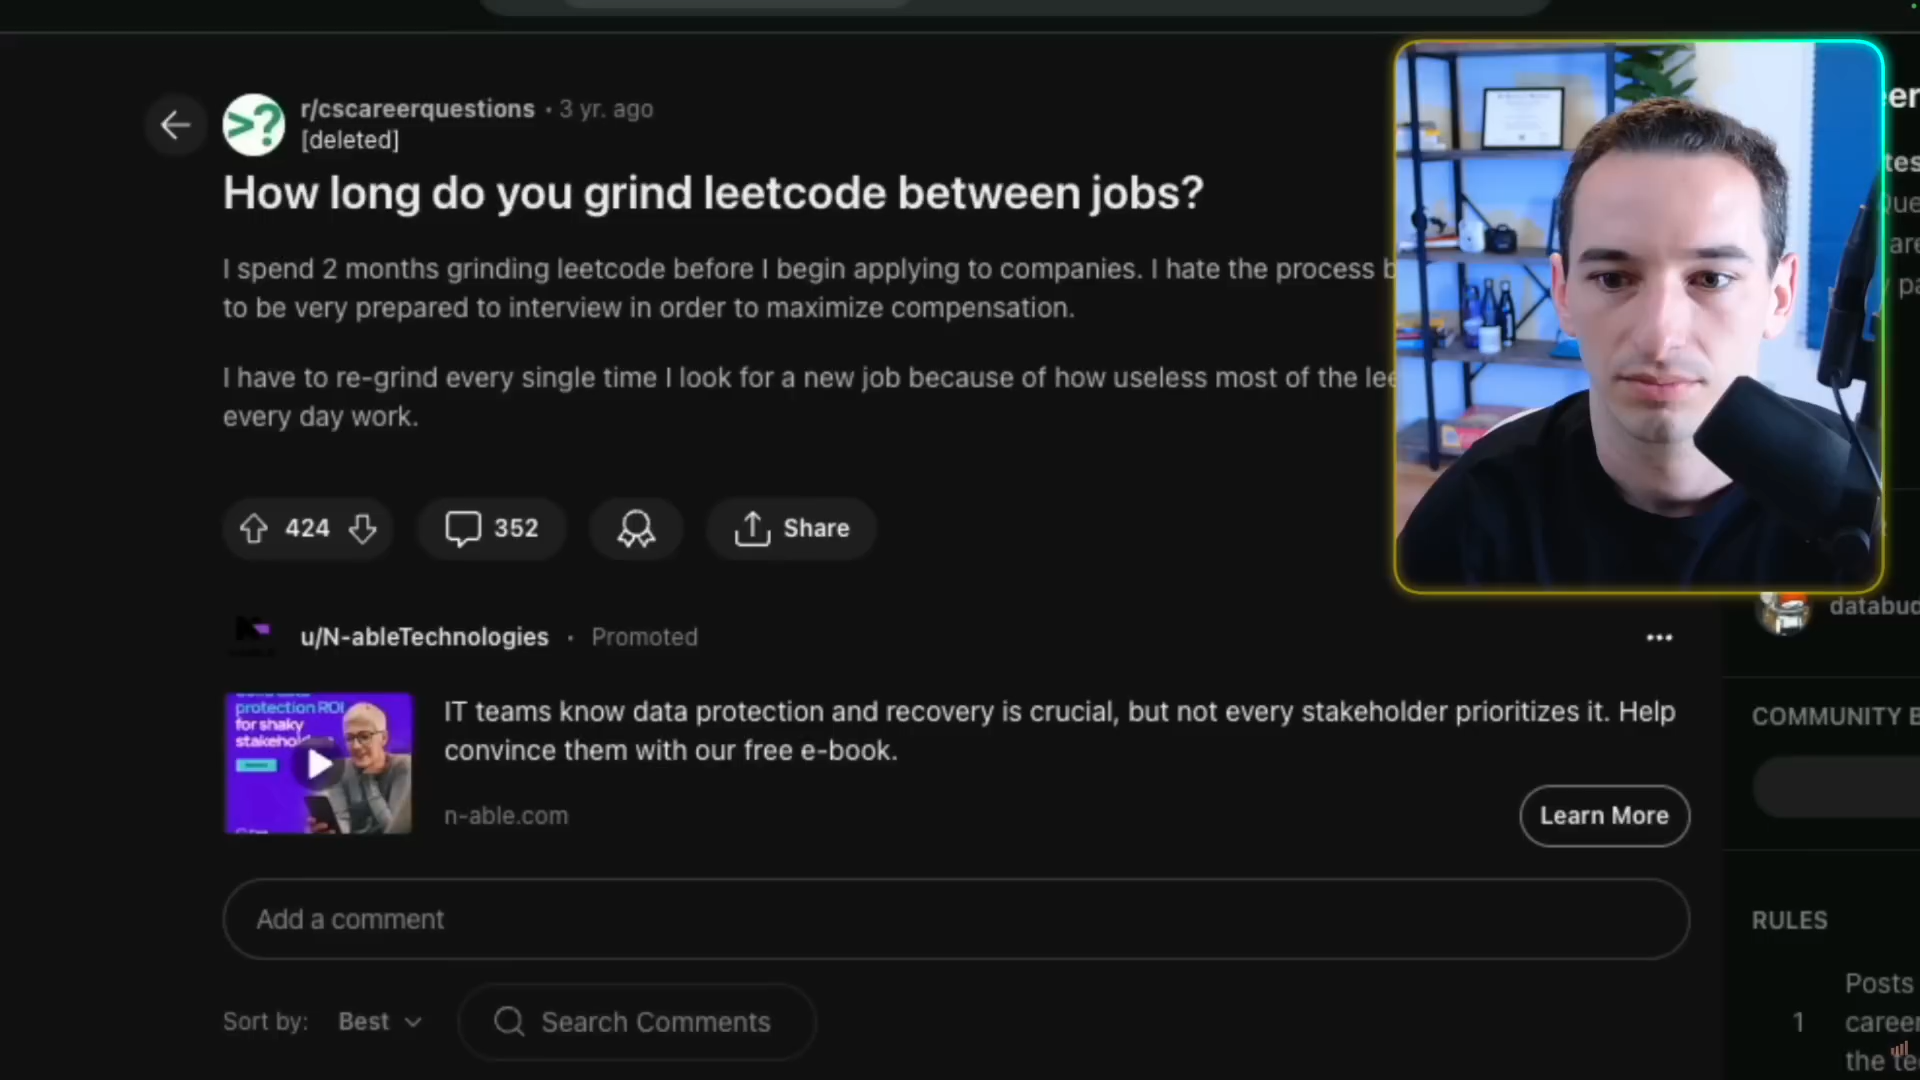 r/cscareerquestions • 3 yr. ago
[deleted]
How long do you grind leetcode between jobs?
I spend 2 months grinding leetcode before I begin applying to companies. I hate the process
to be very prepared to interview in order to maximize compensation.
I have to re-grind every single time I look for a new job because of how useless most of the
every day work.
424
352
Share
u/N-ableTechnologies • Promoted
protection ROI
for shaky
IT teams know data protection and recovery is crucial, but not every stakeholder prioritizes it. Help
convince them with our free e-book.
n-able.com
Learn More
Add a comment
Sort by: Best
Search Comments
COMMUNITY
RULES
1
Posts
the